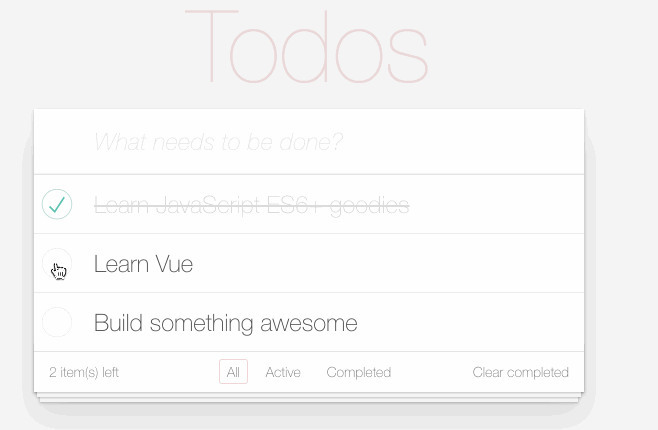 Todos
What needs to be done?
Learn JavaScript ES6+ goodies
Learn Vue
Build something awesome
2 item(s) left All Active Completed Clear completed